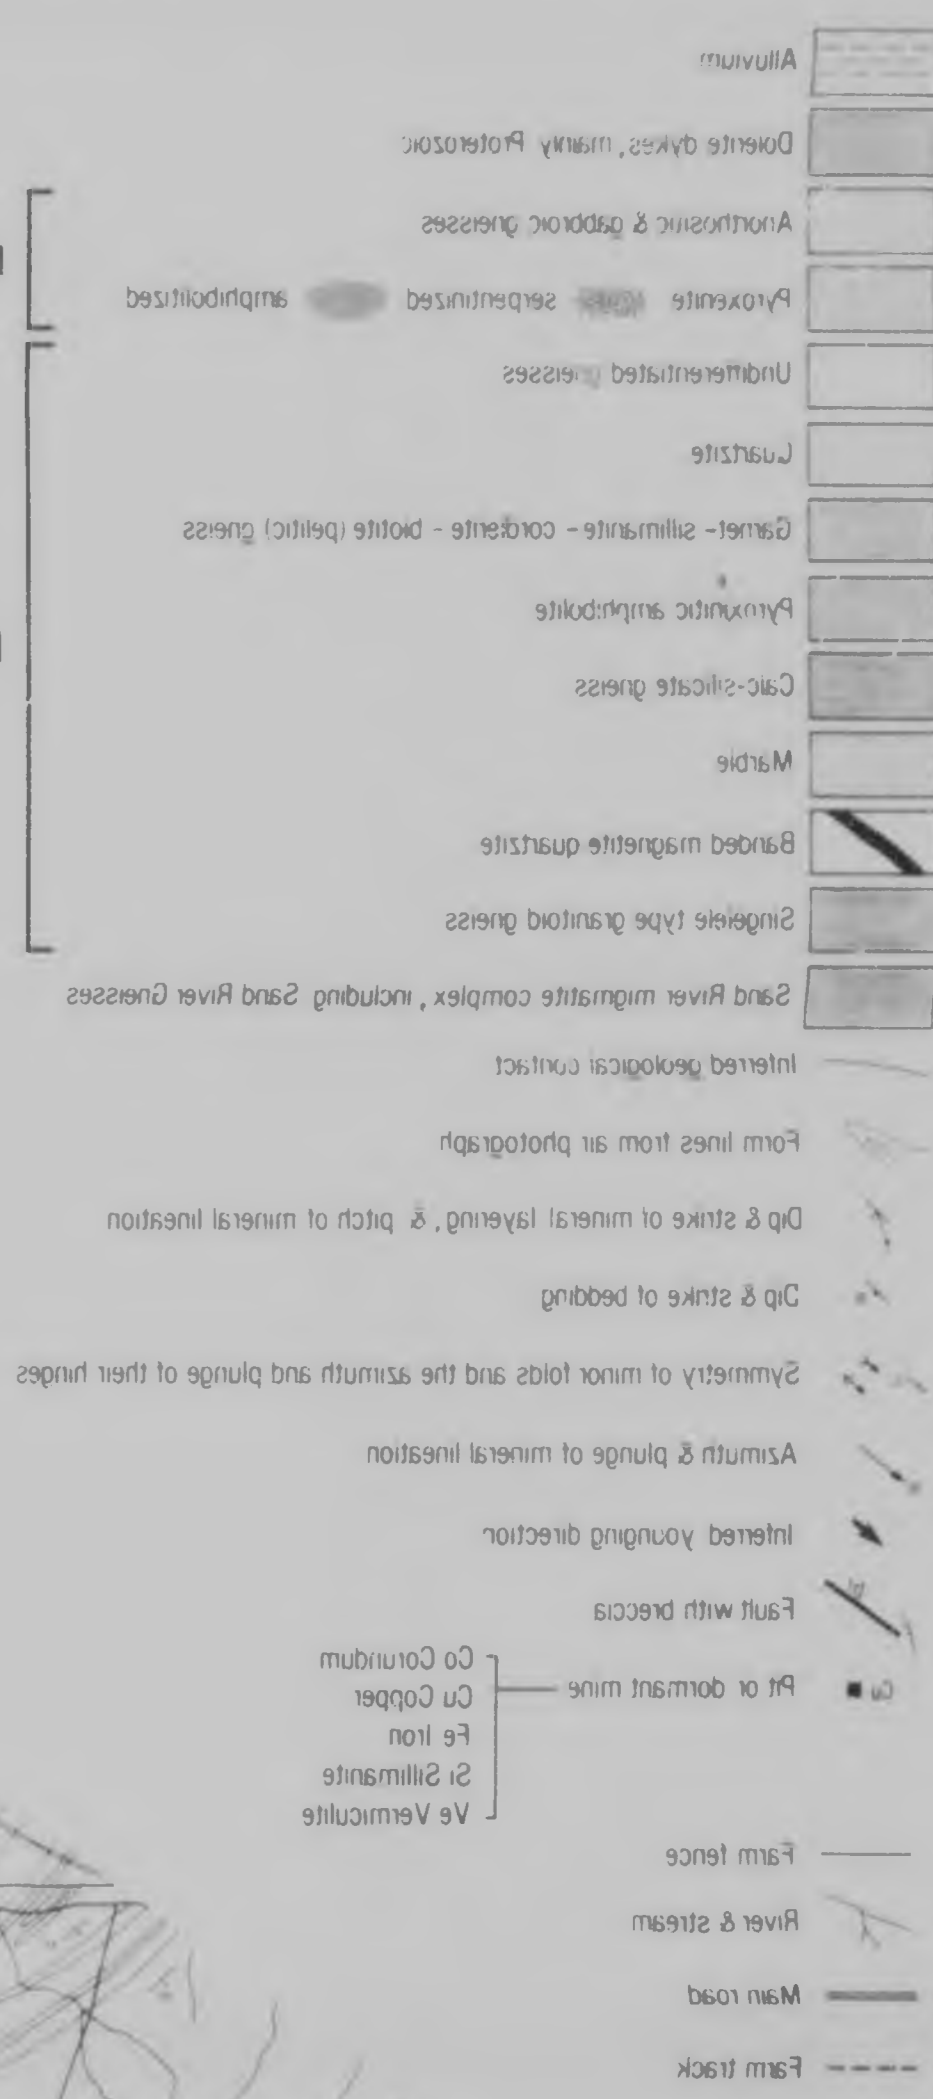 Alluvium
Dolerite dykes, mainly Proterozoic
Anorthositic & gabbroic gneisses
Pyroxenite serpentinized amphibolitized
Undifferentiated gneisses
Quartzite
Garnet- sillimanite - cordierite - biotite (pelitic) gneiss
Pyroxinitic amphibolite
Calc-silicate gneiss
Marble
Banded magnetite quartzite
Singelele type granitoid gneiss
Sand River migmatite complex, including Sand River Gneisses
Inferred geological contact
Form lines from air photograph
Dip & strike of mineral layering, & pitch of mineral lineation
Dip & strike of bedding
Symmetry of minor folds and the azimuth and plunge of their hinges
Azimuth & plunge of mineral lineation
Inferred younging direction
Fault with breccia
Cu Pit or dormant mine
Co Corundum
Cu Copper
Fe Iron
Si Sillimanite
Ve Vermiculite
Farm fence
River & stream
Main road
Farm track